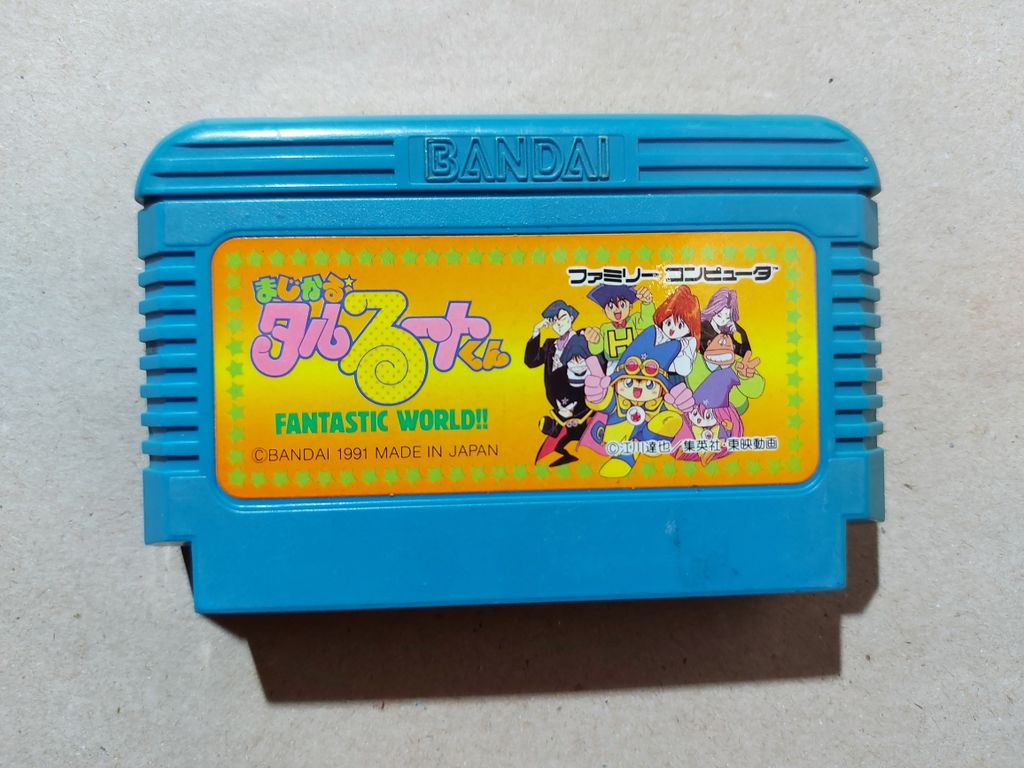 BANDAI
ファミリーコンピュータ™
まじかる☆
タルるートくん
FANTASTIC WORLD!!
©BANDAI 1991 MADE IN JAPAN
H
©江川達也／集英社・東映動画